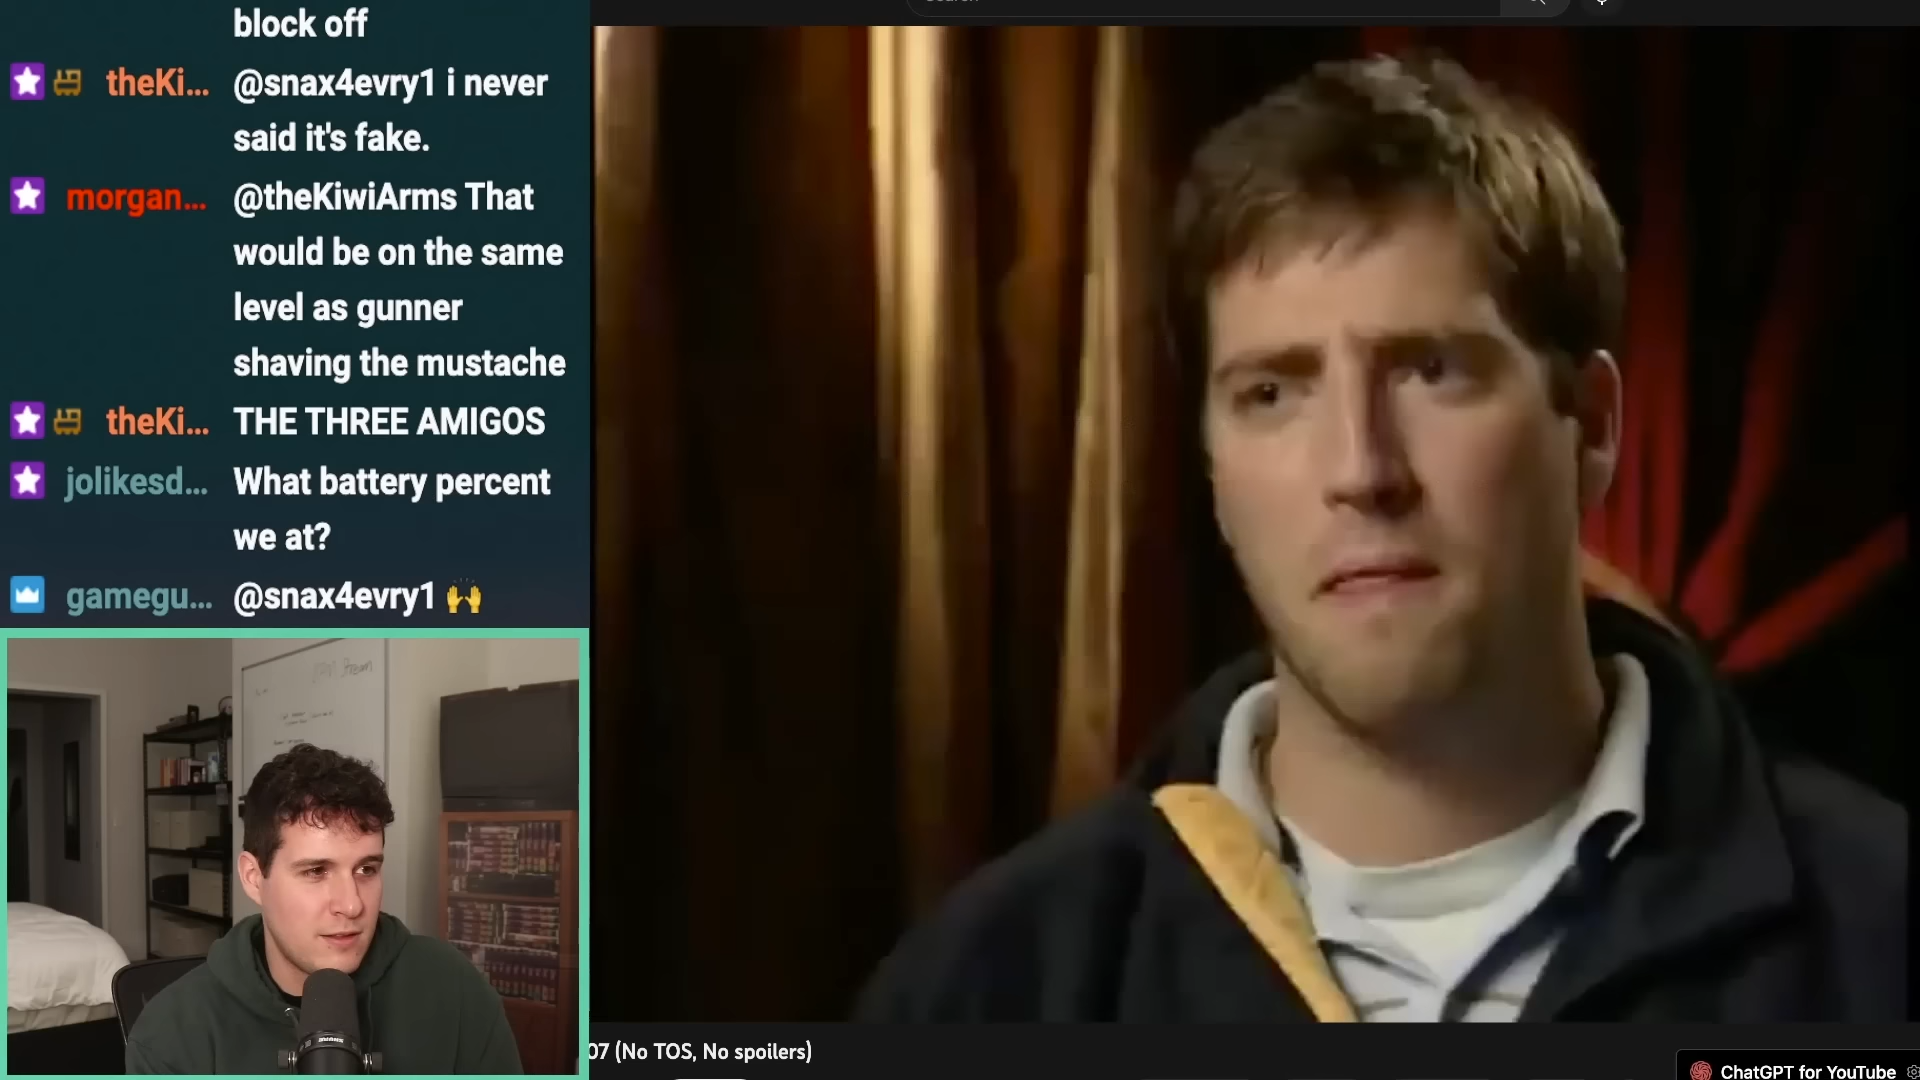 block off
theKi... @snax4evry1 i never
said it's fake.
morgan... @theKiwiArms That
would be on the same
level as gunner
shaving the mustache
theKi... THE THREE AMIGOS
jolikesd... What battery percent
we at?
gamegu... @snax4evry1 🙌
07 (No TOS, No spoilers)
ChatGPT for YouTube